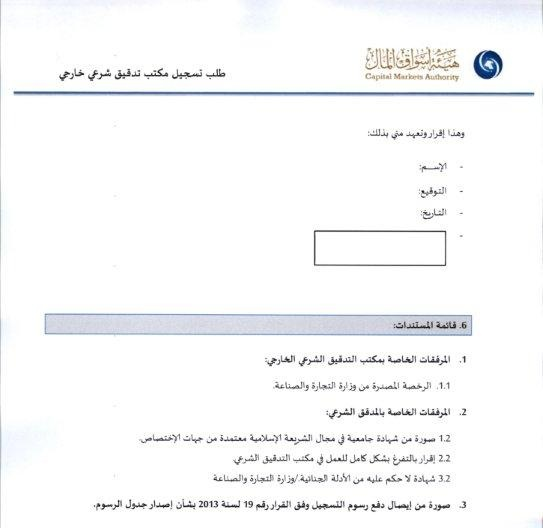 هيئة أسواق المال
Capital Markets Authority
طلب تسجيل مكتب تدقيق شرعي خارجي
وهذا إقرار وتعهد مني بذلك:
- الإســم:
- التوقيع:
- التاريخ:
-
6. قائمة المستندات:
1. المرفقات الخاصة بمكتب التدقيق الشرعي الخارجي:
1.1. الرخصة المصدرة من وزارة التجارة والصناعة.
2. المرفقات الخاصة بالمدقق الشرعي:
1.2 صورة من شهادة جامعية في مجال الشريعة الإسلامية معتمدة من جهات الإختصاص.
2.2 إقرار بالتفرغ بشكل كامل للعمل في مكتب التدقيق الشرعي.
3.2 شهادة لا حكم عليه من الأدلة الجنائية/وزارة التجارة والصناعة
3. صورة من إيصال دفع رسوم التسجيل وفق القرار رقم 19 لسنة 2013 بشأن إصدار جدول الرسوم.